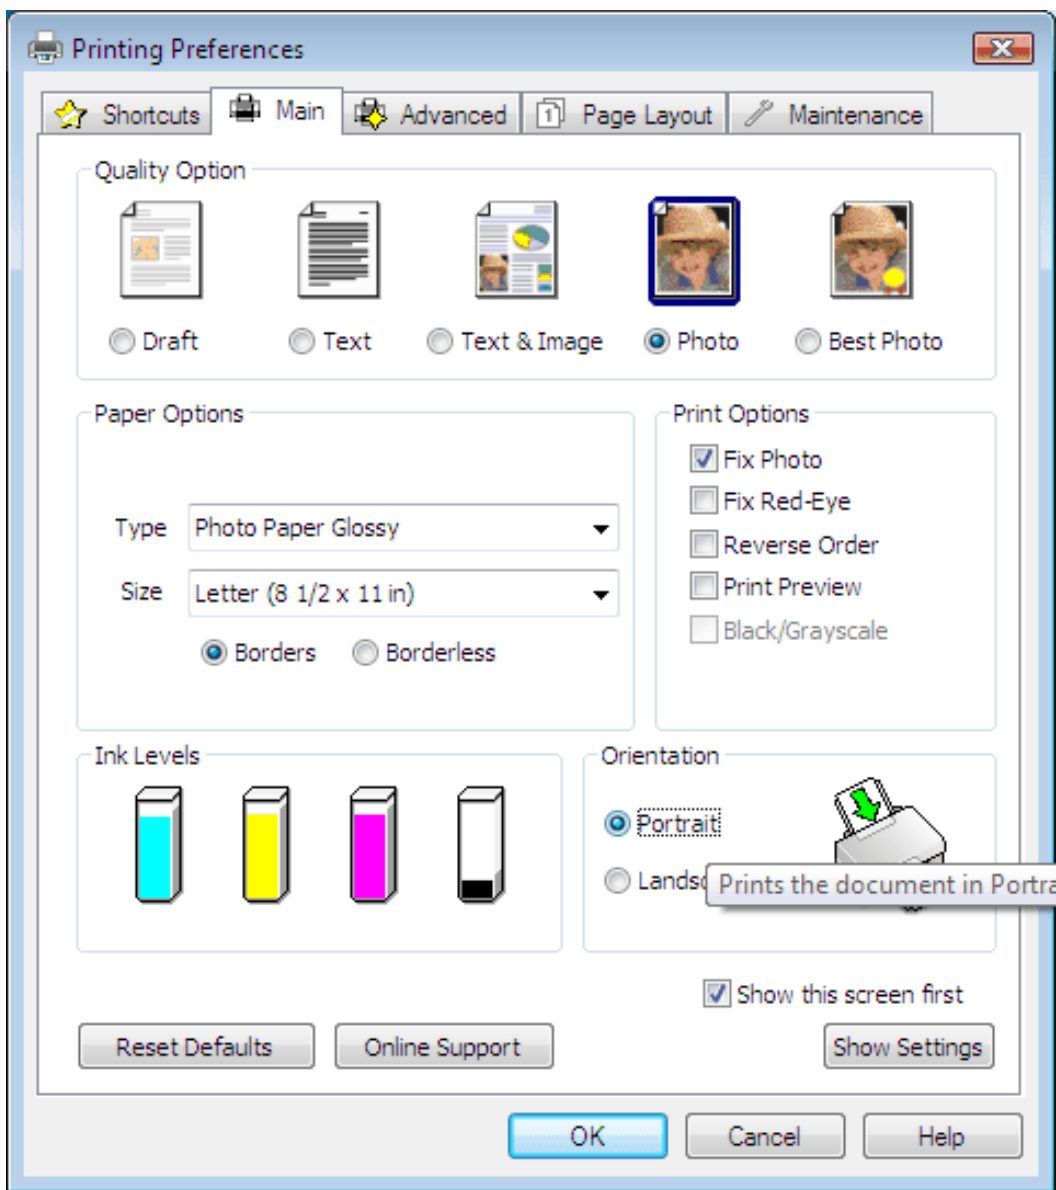 Printing Preferences
Shortcuts Main Advanced 1 Page Layout Maintenance
Quality Option
Draft Text Text & Image Photo Best Photo
Paper Options
Type Photo Paper Glossy
Size Letter (8 1/2 x 11 in)
Borders Borderless
Print Options
Fix Photo
Fix Red-Eye
Reverse Order
Print Preview
Black/Grayscale
Ink Levels
Orientation
Portrait
Prints the document in
Show this screen first
Reset Defaults Online Support Show Settings
OK Cancel Help